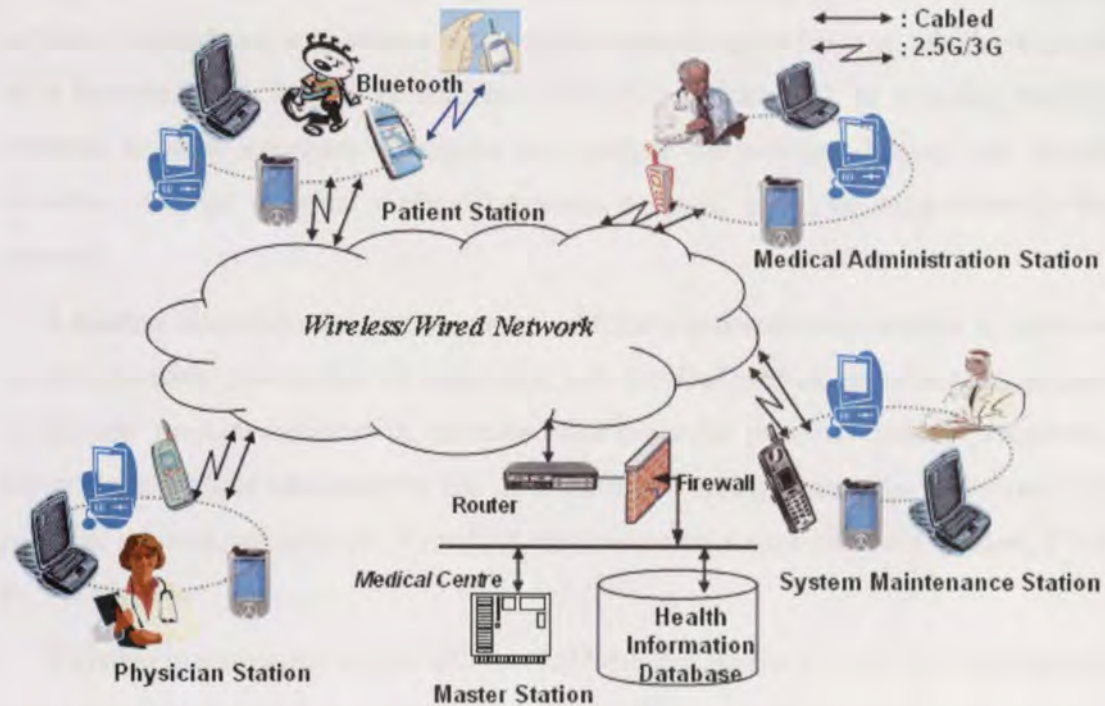 : Cabled
: 2.5G/3G
Bluetooth
Patient Station
Medical Administration Station
Wireless/Wired Network
Router
Firewall
Medical Centre
System Maintenance Station
Health
Information
Database
Physician Station
Master Station